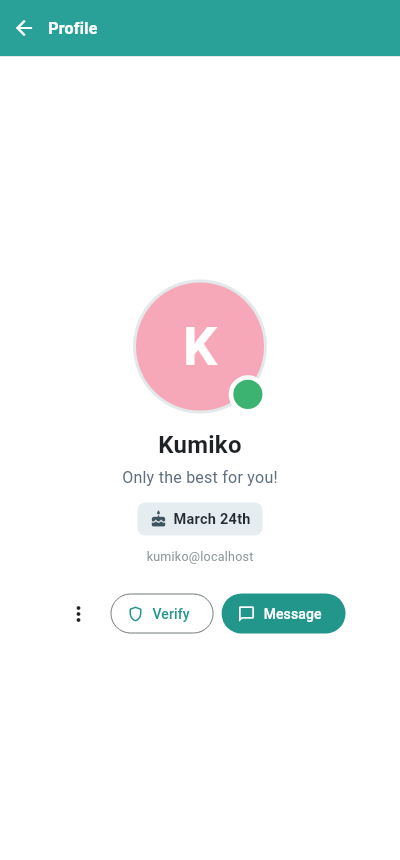 Profile
K
Kumiko
Only the best for you!
March 24th
kumiko@localhost
Verify
Message